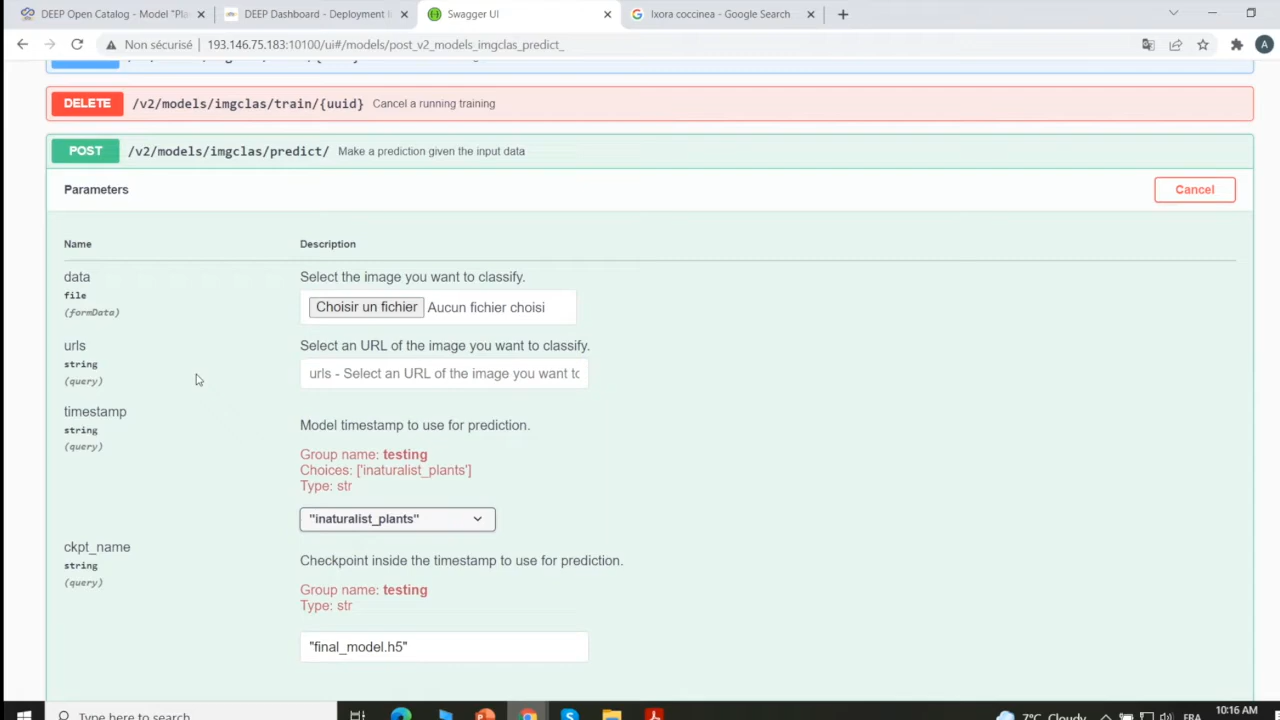 DEEP Open Catalog - Model "Pla
DEEP Dashboard - Deployment l
Swagger UI
Ixora coccinea - Google Search
Non sécurisé | 193.146.75.183:10100/ui#/models/post_v2_models_imgclas_predict_
A
DELETE /v2/models/imgclas/train/{uuid} Cancel a running training
POST /v2/models/imgclas/predict/ Make a prediction given the input data
Parameters
Cancel
Name Description
data Select the image you want to classify.
file
(formData)
Choisir un fichier Aucun fichier choisi
urls Select an URL of the image you want to classify.
string
(query)
urls - Select an URL of the image you want to
timestamp
string
(query)
Model timestamp to use for prediction.
Group name: testing
Choices: ['inaturalist_plants']
Type: str
"inaturalist_plants"
ckpt_name
string
(query)
Checkpoint inside the timestamp to use for prediction.
Group name: testing
Type: str
"final_model.h5"
Type here to search
7°C Cloudy
FRA
10:16 AM